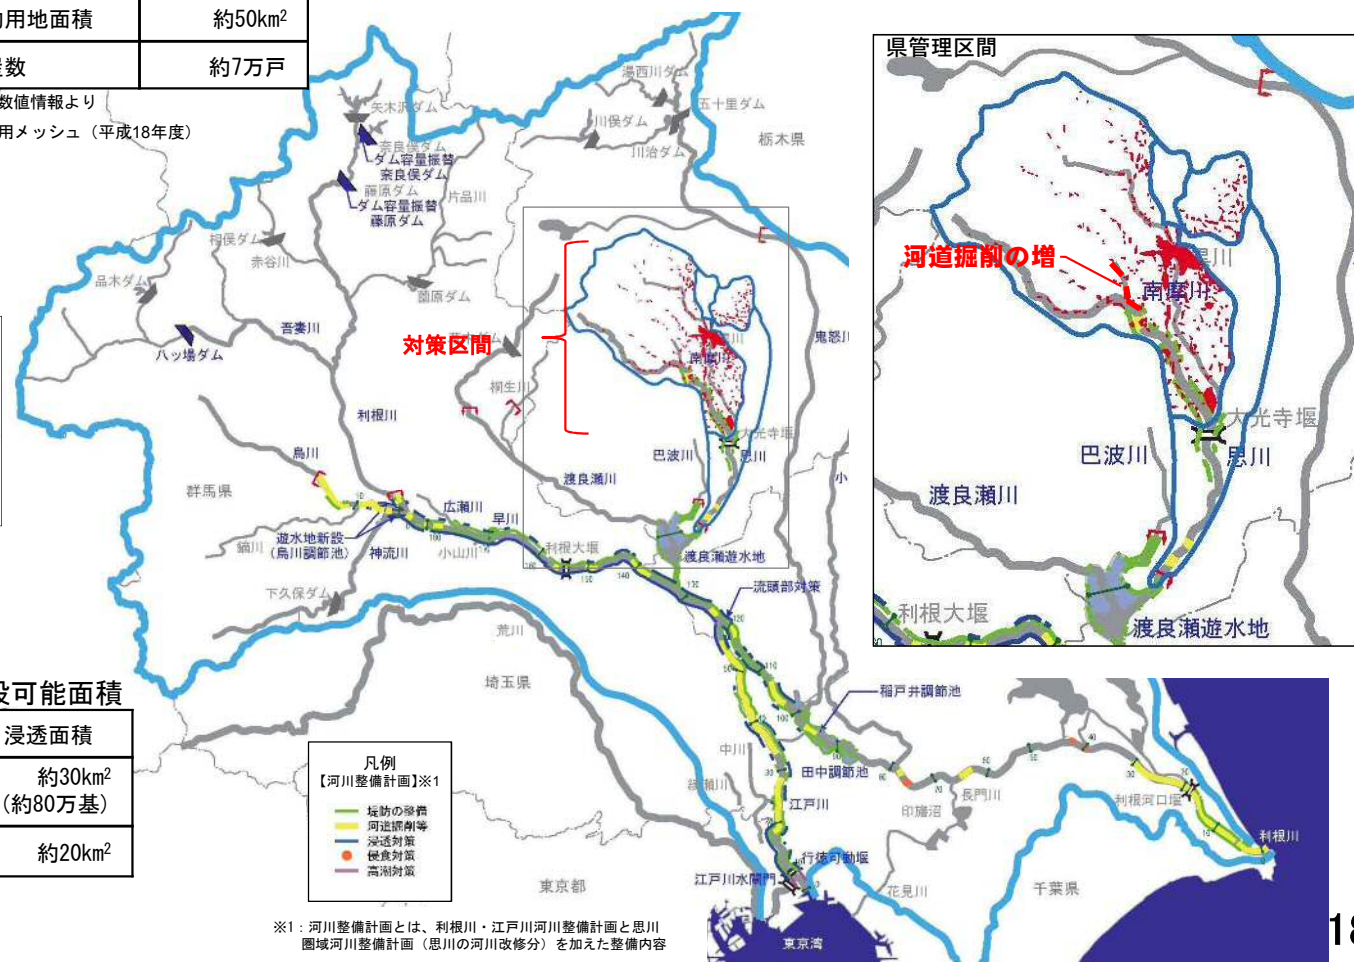 用地面積
約50km²
数
約7万戸
数値情報より
用メッシュ（平成18年度）
県管理区間
湯西川ダム
五十里ダム
川俣ダム
川治ダム
栃木県
矢木沢ダム
奈良俣ダム
ダム容量振替
奈良俣ダム
藤原ダム
ダム容量振替
藤原ダム
片品川
相俣ダム
赤谷川
品木ダム
薗原ダム
吾妻川
八ッ場ダム
対策区間
河道掘削の増
南摩川
南摩川
鬼怒川
桐生川
利根川
大光寺堰
思川
大光寺堰
思川
巴波川
巴波川
渡良瀬川
渡良瀬川
烏川
群馬県
広瀬川
早川
遊水地新設
（烏川調節池）
神流川
小山川
鏑川
利根大堰
利根大堰
渡良瀬遊水地
渡良瀬遊水地
下久保ダム
流頭部対策
荒川
埼玉県
設可能面積
浸透面積
約30km²
（約80万基）
約20km²
稲戸井調節池
田中調節池
中川
綾瀬川
江戸川
印旛沼
長門川
利根河口堰
利根川
行徳可動堰
江戸川水閘門
花見川
千葉県
東京都
東京湾
凡例
【河川整備計画】※1
堤防の整備
河道掘削等
浸透対策
侵食対策
高潮対策
※1：河川整備計画とは、利根川・江戸川河川整備計画と思川
圏域河川整備計画（思川の河川改修分）を加えた整備内容
18